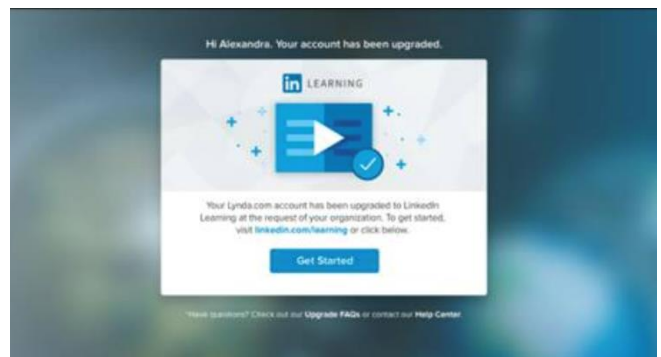 Hi Alexandra. Your account has been upgraded.
in LEARNING
Your Lynda.com account has been upgraded to LinkedIn
Learning at the request of your organization. To get started,
visit linkedin.com/learning or click below.
Get Started
*Have questions? Check out our Upgrade FAQs or contact our Help Center.